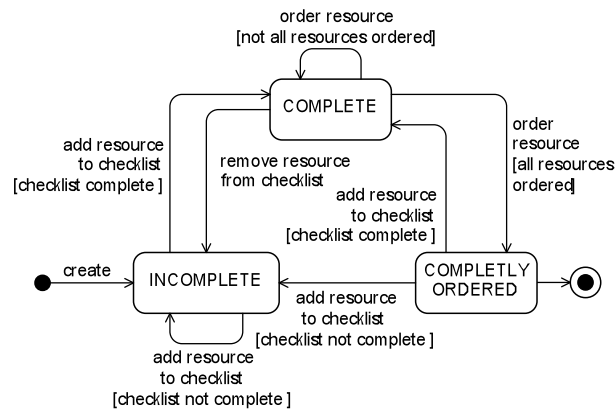 order resource
[not all resources ordered]
COMPLETE
add resource
to checklist
[checklist complete ]
remove resource
from checklist
order
resource
[all resources
ordered]
add resource
to checklist
[checklist complete ]
create
INCOMPLETE
COMPLETLY
ORDERED
add resource
to checklist
[checklist not complete ]
add resource
to checklist
[checklist not complete ]